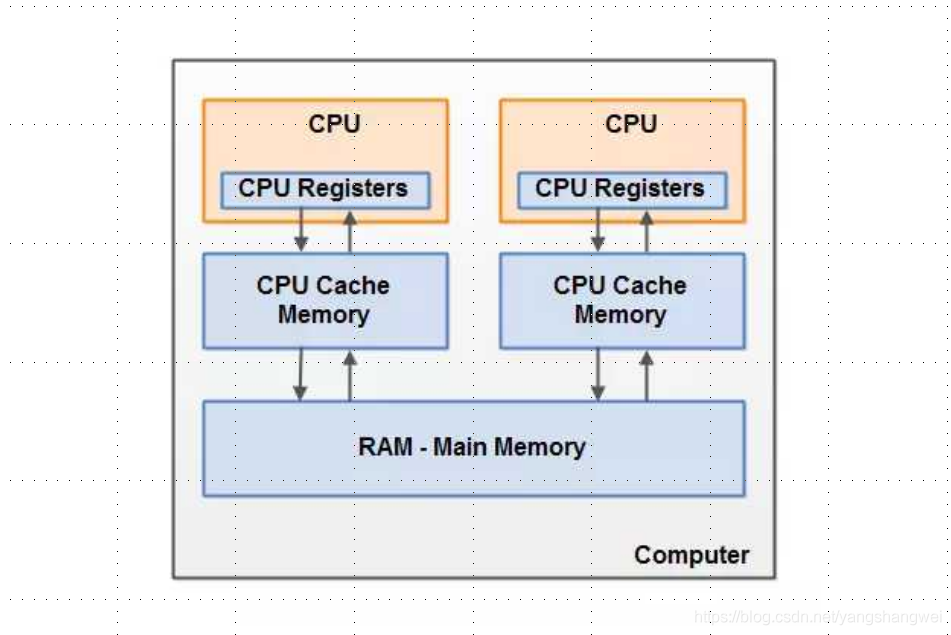 CPU
CPU
CPU Registers
CPU Registers
CPU Cache
Memory
CPU Cache
Memory
RAM - Main Memory
Computer
https://blog.csdn.net/yangshangwei